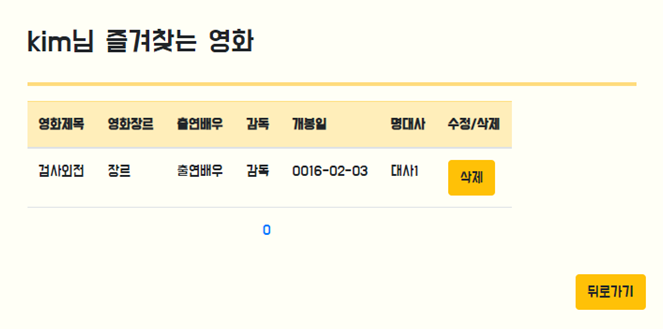 kim님 즐겨찾는 영화
영화제목 영화장르 출연배우 감독 개봉일 명대사 수정/삭제
검사외전 장르 출연배우 감독 0016-02-03 대사1 삭제
0
뒤로가기